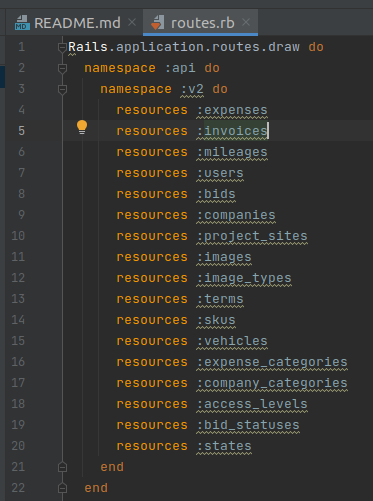 README.md
routes.rb
1 Rails.application.routes.draw do
2 namespace :api do
3 namespace :v2 do
4 resources :expenses
5 resources :invoices
6 resources :mileages
7 resources :users
8 resources :bids
9 resources :companies
10 resources :project_sites
11 resources :images
12 resources :image_types
13 resources :terms
14 resources :skus
15 resources :vehicles
16 resources :expense_categories
17 resources :company_categories
18 resources :access_levels
19 resources :bid_statuses
20 resources :states
21 end
22 end